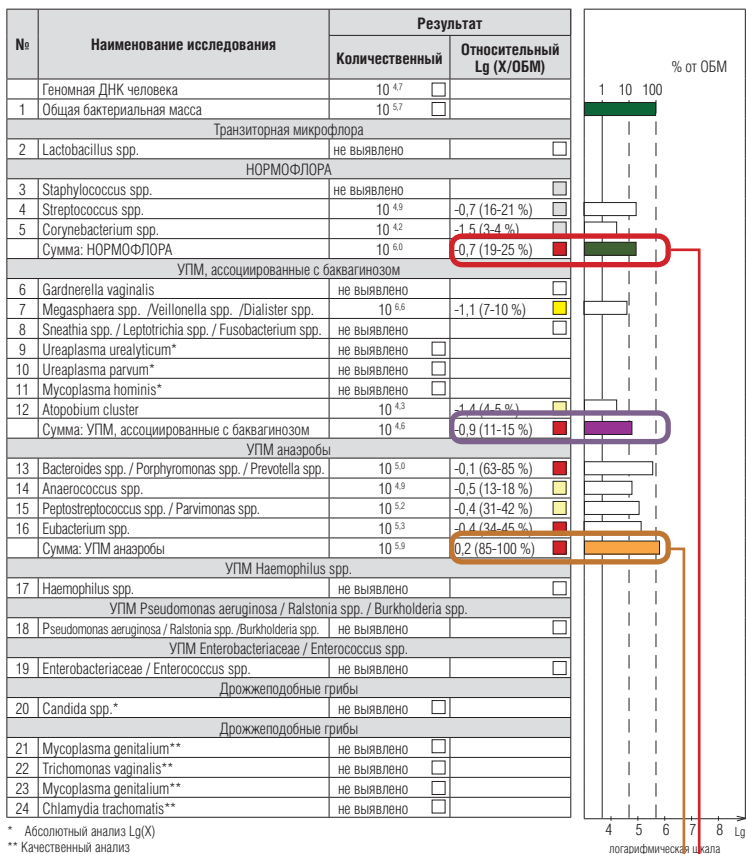 № Наименование исследования Результат
Количественный Относительный Lg (Х/ОБМ)
% от ОБМ
1 10 100
Геномная ДНК человека 10 4,7
1 Общая бактериальная масса 10 5,7
Транзиторная микрофлора
2 Lactobacillus spp. не выявлено
НОРМОФЛОРА
3 Staphylococcus spp. не выявлено
4 Streptococcus spp. 10 4,9 -0,7 (16-21 %)
5 Corynebacterium spp. 10 4,2 -1,5 (3-4 %)
Сумма: НОРМОФЛОРА 10 6,0 -0,7 (19-25 %)
УПМ, ассоциированные с баквагинозом
6 Gardnerella vaginalis не выявлено
7 Megasphaera spp. /Veillonella spp. /Dialister spp. 10 6,6 -1,1 (7-10 %)
8 Sneathia spp. / Leptotrichia spp. / Fusobacterium spp. не выявлено
9 Ureaplasma urealyticum* не выявлено
10 Ureaplasma parvum* не выявлено
11 Mycoplasma hominis* не выявлено
12 Atopobium cluster 10 4,3 -1,4 (4-5 %)
Сумма: УПМ, ассоциированные с баквагинозом 10 4,6 -0,9 (11-15 %)
УПМ анаэробы
13 Bacteroides spp. / Porphyromonas spp. / Prevotella spp. 10 5,0 -0,1 (63-85 %)
14 Anaerococcus spp. 10 4,9 -0,5 (13-18 %)
15 Peptostreptococcus spp. / Parvimonas spp. 10 5,2 -0,4 (31-42 %)
16 Eubacterium spp. 10 5,3 -0,4 (34-45 %)
Сумма: УПМ анаэробы 10 5,9 0,2 (85-100 %)
УПМ Haemophilus spp.
17 Haemophilus spp. не выявлено
УПМ Pseudomonas aeruginosa / Ralstonia spp. / Burkholderia spp.
18 Pseudomonas aeruginosa / Ralstonia spp. /Burkholderia spp. не выявлено
УПМ Enterobacteriaceae / Enterococcus spp.
19 Enterobacteriaceae / Enterococcus spp. не выявлено
Дрожжеподобные грибы
20 Candida spp.* не выявлено
Дрожжеподобные грибы
21 Mycoplasma genitalium** не выявлено
22 Trichomonas vaginalis** не выявлено
23 Mycoplasma genitalium** не выявлено
24 Chlamydia trachomatis** не выявлено
4 5 6 7 8 Lg
логарифмическая шкала
* Абсолютный анализ Lg(X)
** Качественный анализ